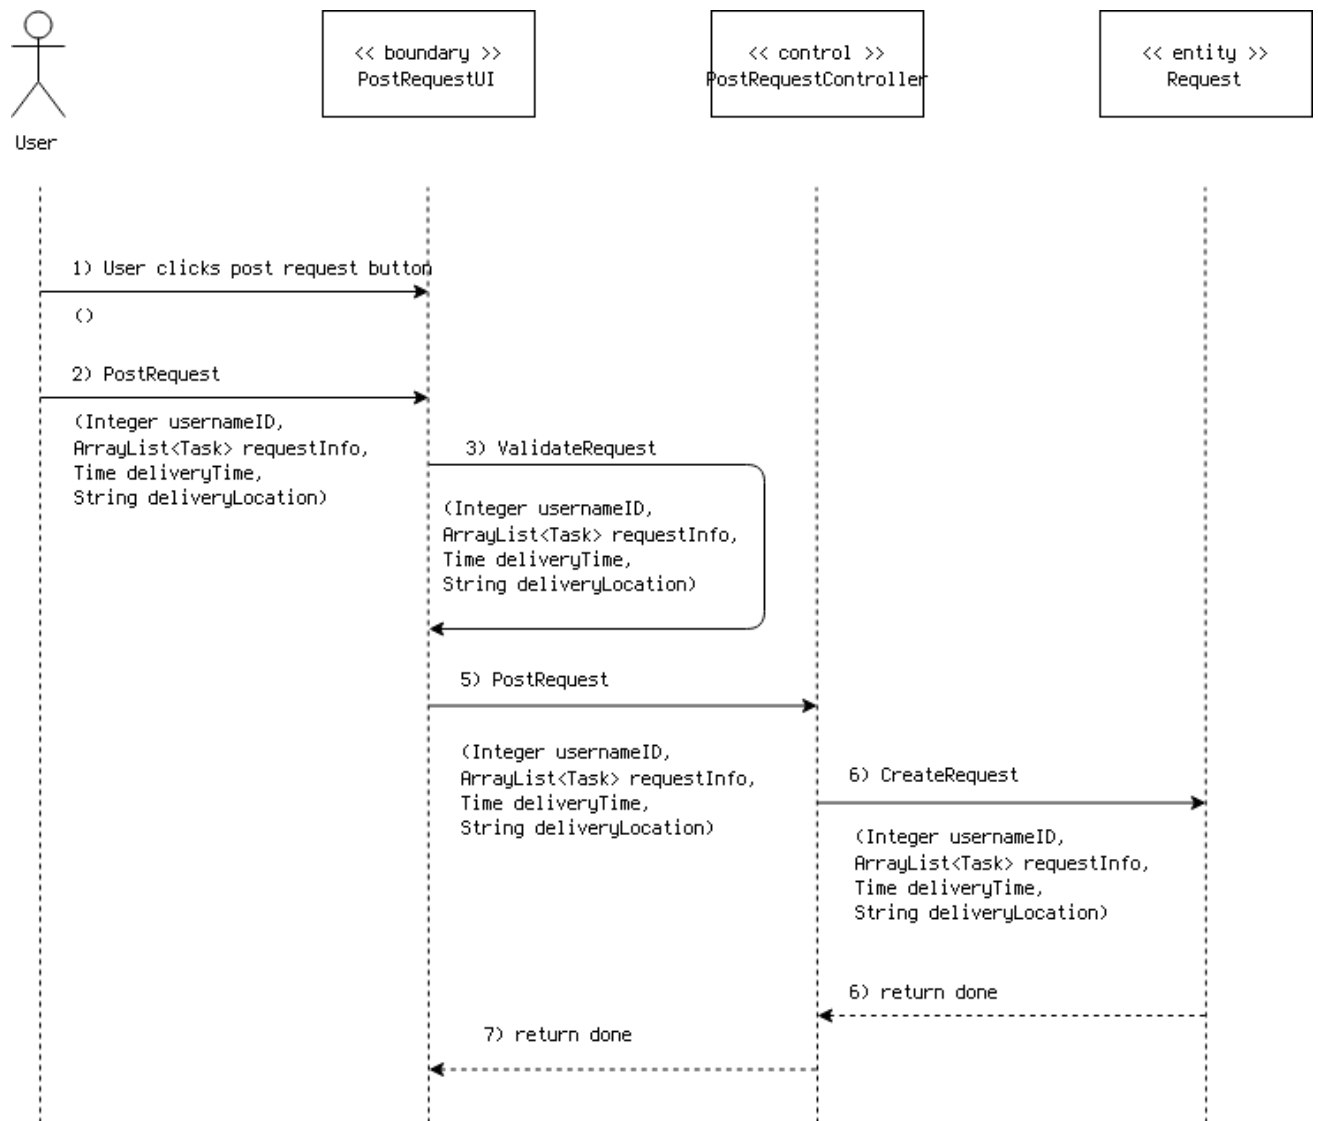 << boundary >>
PostRequestUI
<< control >>
PostRequestController
<< entity >>
Request
User
1) User clicks post request button
()
2) PostRequest
(Integer usernameID,
ArrayList<Task> requestInfo,
Time deliveryTime,
String deliveryLocation)
3) ValidateRequest
(Integer usernameID,
ArrayList<Task> requestInfo,
Time deliveryTime,
String deliveryLocation)
5) PostRequest
(Integer usernameID,
ArrayList<Task> requestInfo,
Time deliveryTime,
String deliveryLocation)
6) CreateRequest
(Integer usernameID,
ArrayList<Task> requestInfo,
Time deliveryTime,
String deliveryLocation)
6) return done
7) return done